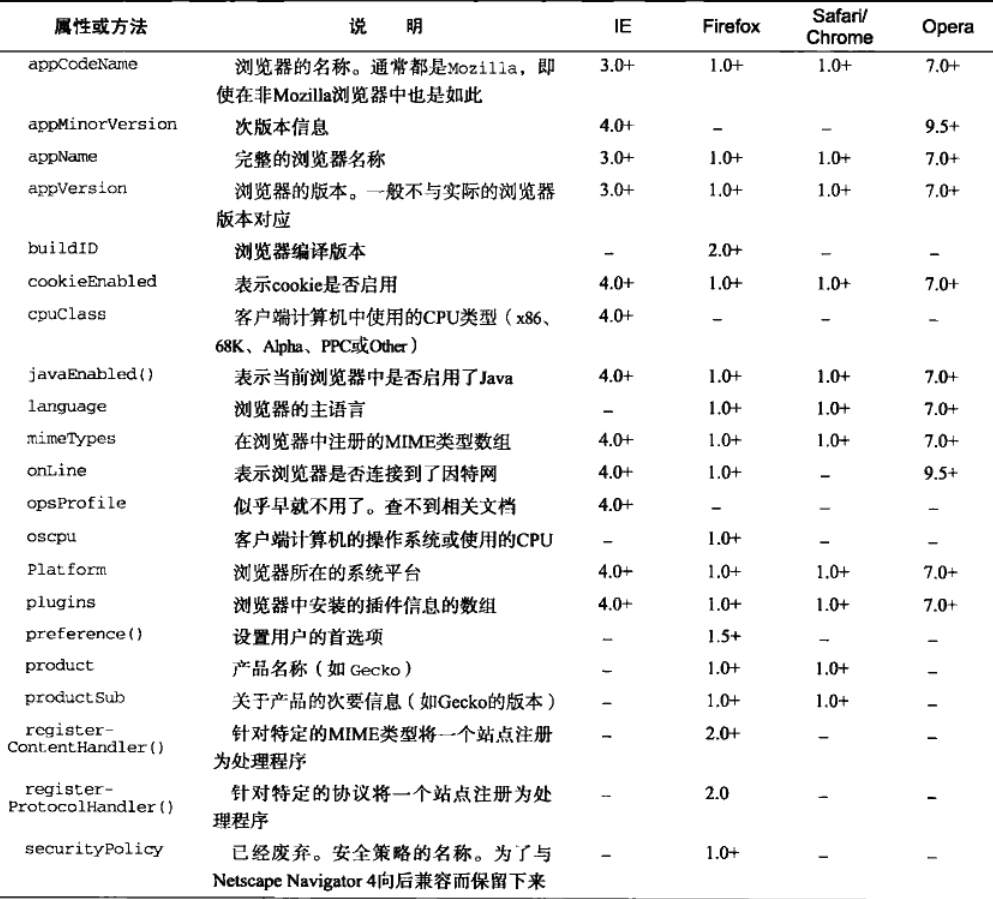 属性或方法 说 明 IE Firefox Safari/ Chrome Opera
appCodeName 浏览器的名称。通常都是Mozilla，即 3.0+ 1.0+ 1.0+ 7.0+
使在非Mozilla浏览器中也是如此
appMinorVersion 次版本信息 4.0+ – – 9.5+
appName 完整的浏览器名称 3.0+ 1.0+ 1.0+ 7.0+
appVersion 浏览器的版本。一般不与实际的浏览器 3.0+ 1.0+ 1.0+ 7.0+
版本对应
buildID 浏览器编译版本 – 2.0+ – –
cookieEnabled 表示cookie是否启用 4.0+ 1.0+ 1.0+ 7.0+
cpuClass 客户端计算机中使用的CPU类型（x86、 4.0+ – – –
68K、Alpha、PPC或Other）
javaEnabled() 表示当前浏览器中是否启用了Java 4.0+ 1.0+ 1.0+ 7.0+
language 浏览器的主语言 – 1.0+ 1.0+ 7.0+
mimeTypes 在浏览器中注册的MIME类型数组 4.0+ 1.0+ 1.0+ 7.0+
onLine 表示浏览器是否连接到了因特网 4.0+ 1.0+ – 9.5+
opsProfile 似乎早就不用了。查不到相关文档 4.0+ – – –
oscpu 客户端计算机的操作系统或使用的CPU – 1.0+ – –
Platform 浏览器所在的系统平台 4.0+ 1.0+ 1.0+ 7.0+
plugins 浏览器中安装的插件信息的数组 4.0+ 1.0+ 1.0+ 7.0+
preference() 设置用户的首选项 – 1.5+ – –
product 产品名称（如 Gecko） – 1.0+ 1.0+ –
productSub 关于产品的次要信息（如Gecko的版本） – 1.0+ 1.0+ –
register- 针对特定的MIME类型将一个站点注册 – 2.0+ – –
ContentHandler() 为处理程序
register- 针对特定的协议将一个站点注册为处 – 2.0 – –
ProtocolHandler() 理程序
securityPolicy 已经废弃。安全策略的名称。为了与 – 1.0+ – –
Netscape Navigator 4向后兼容而保留下来